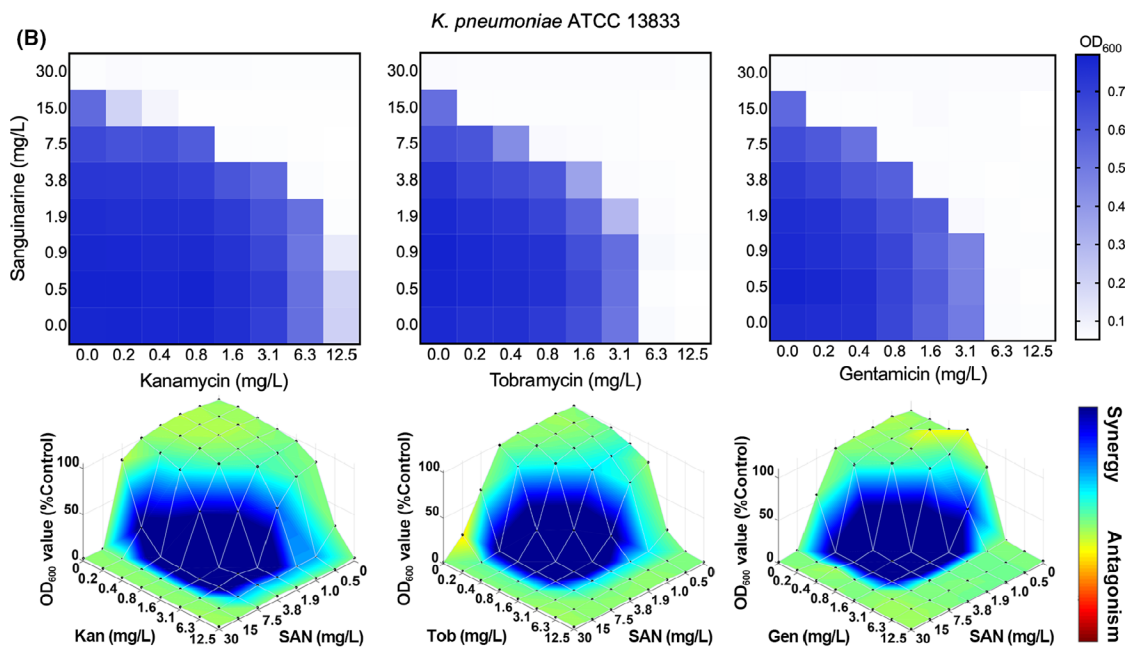 K. pneumoniae ATCC 13833
(B)
OD600
Sanguinarine (mg/L)
30.0
15.0
7.5
3.8
1.9
0.9
0.5
0.0
0.0 0.2 0.4 0.8 1.6 3.1 6.3 12.5
Kanamycin (mg/L)
30.0
15.0
7.5
3.8
1.9
0.9
0.5
0.0
0.0 0.2 0.4 0.8 1.6 3.1 6.3 12.5
Tobramycin (mg/L)
30.0
15.0
7.5
3.8
1.9
0.9
0.5
0.0
0.0 0.2 0.4 0.8 1.6 3.1 6.3 12.5
Gentamicin (mg/L)
0.7
0.6
0.5
0.4
0.3
0.2
0.1
OD600 value (%Control)
100
50
0
0 0.2 0.4 0.8 1.6 3.1 6.3 12.5
Kan (mg/L)
30 15 7.5 3.8 1.9 1.0 0.5 0
SAN (mg/L)
OD600 value (%Control)
100
50
0
0 0.2 0.4 0.8 1.6 3.1 6.3 12.5
Tob (mg/L)
30 15 7.5 3.8 1.9 1.0 0.5 0
SAN (mg/L)
OD600 value (%Control)
100
50
0
0 0.2 0.4 0.8 1.6 3.1 6.3 12.5
Gen (mg/L)
30 15 7.5 3.8 1.9 1.0 0.5 0
SAN (mg/L)
Synergy
Antagonism